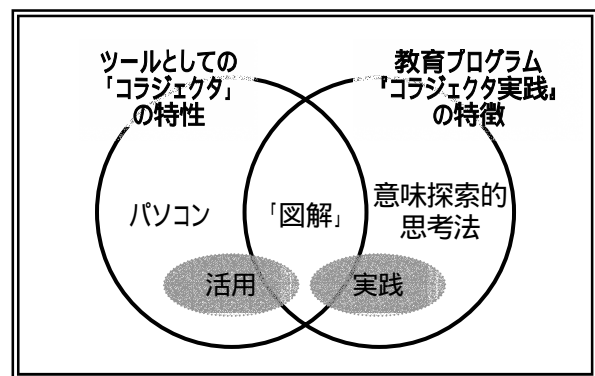 ツールとしての
「コラジェクタ」
の特性
教育プログラム
『コラジェクタ実践』
の特徴
パソコン
「図解」
意味探索的
思考法
活用
実践